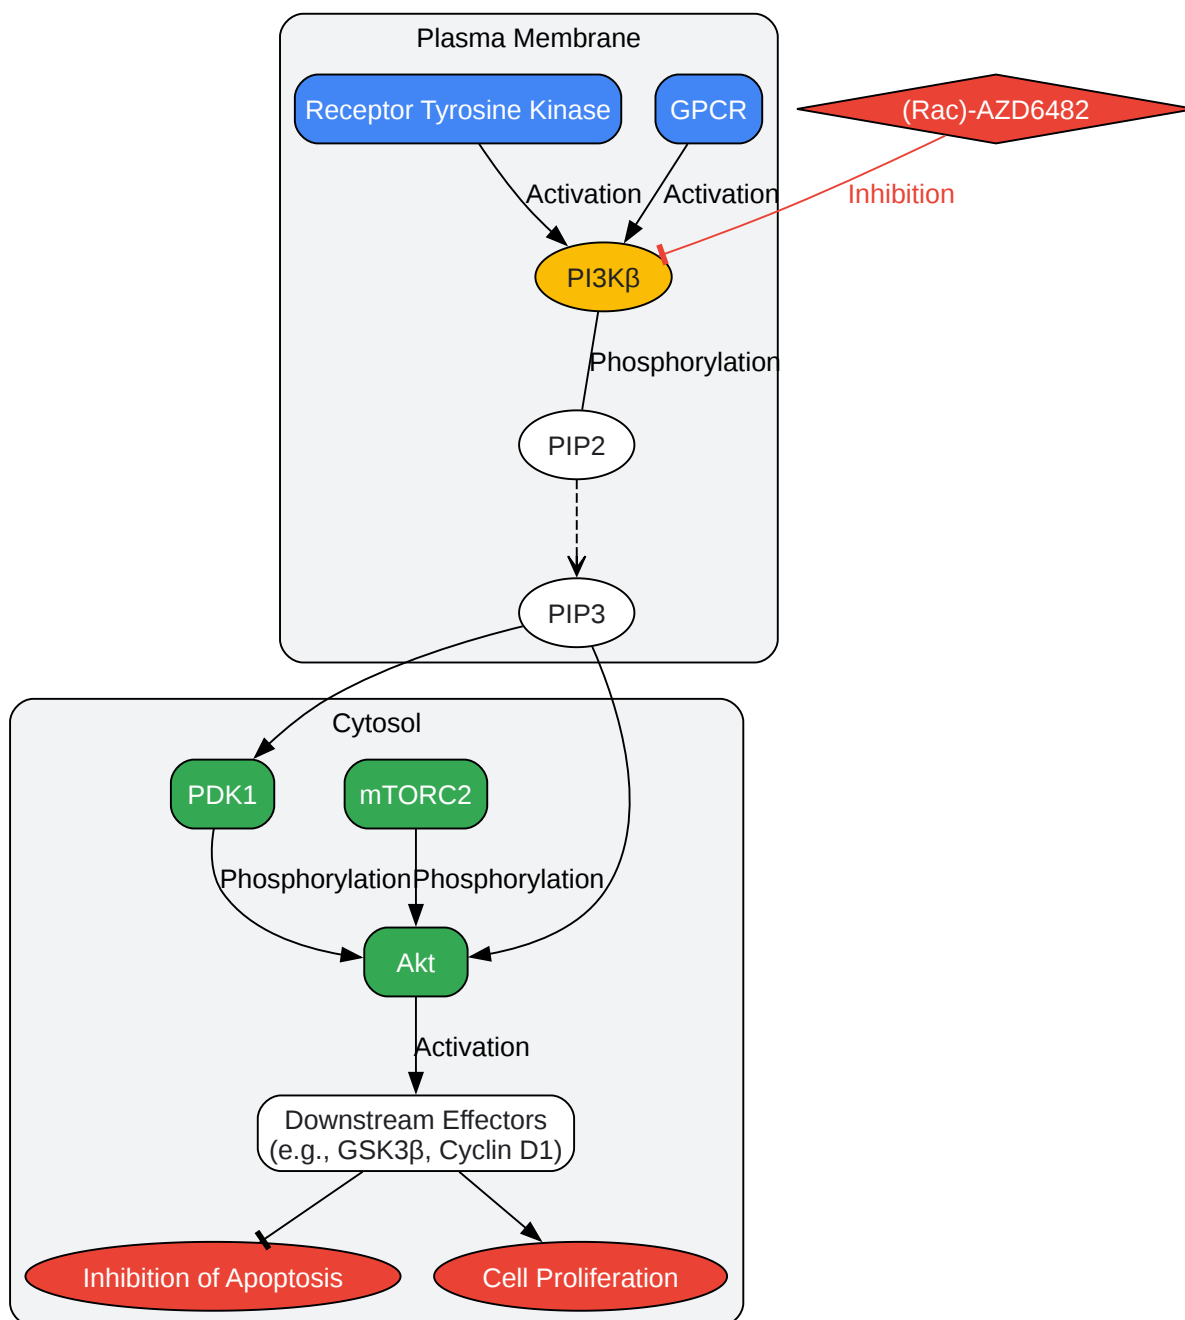 Plasma Membrane
Receptor Tyrosine Kinase
GPCR
(Rac)-AZD6482
Activation
Activation
Inhibition
PI3Kβ
Phosphorylation
PIP2
PIP3
Cytosol
PDK1
mTORC2
Phosphorylation
Phosphorylation
Akt
Activation
Downstream Effectors
(e.g., GSK3β, Cyclin D1)
Inhibition of Apoptosis
Cell Proliferation